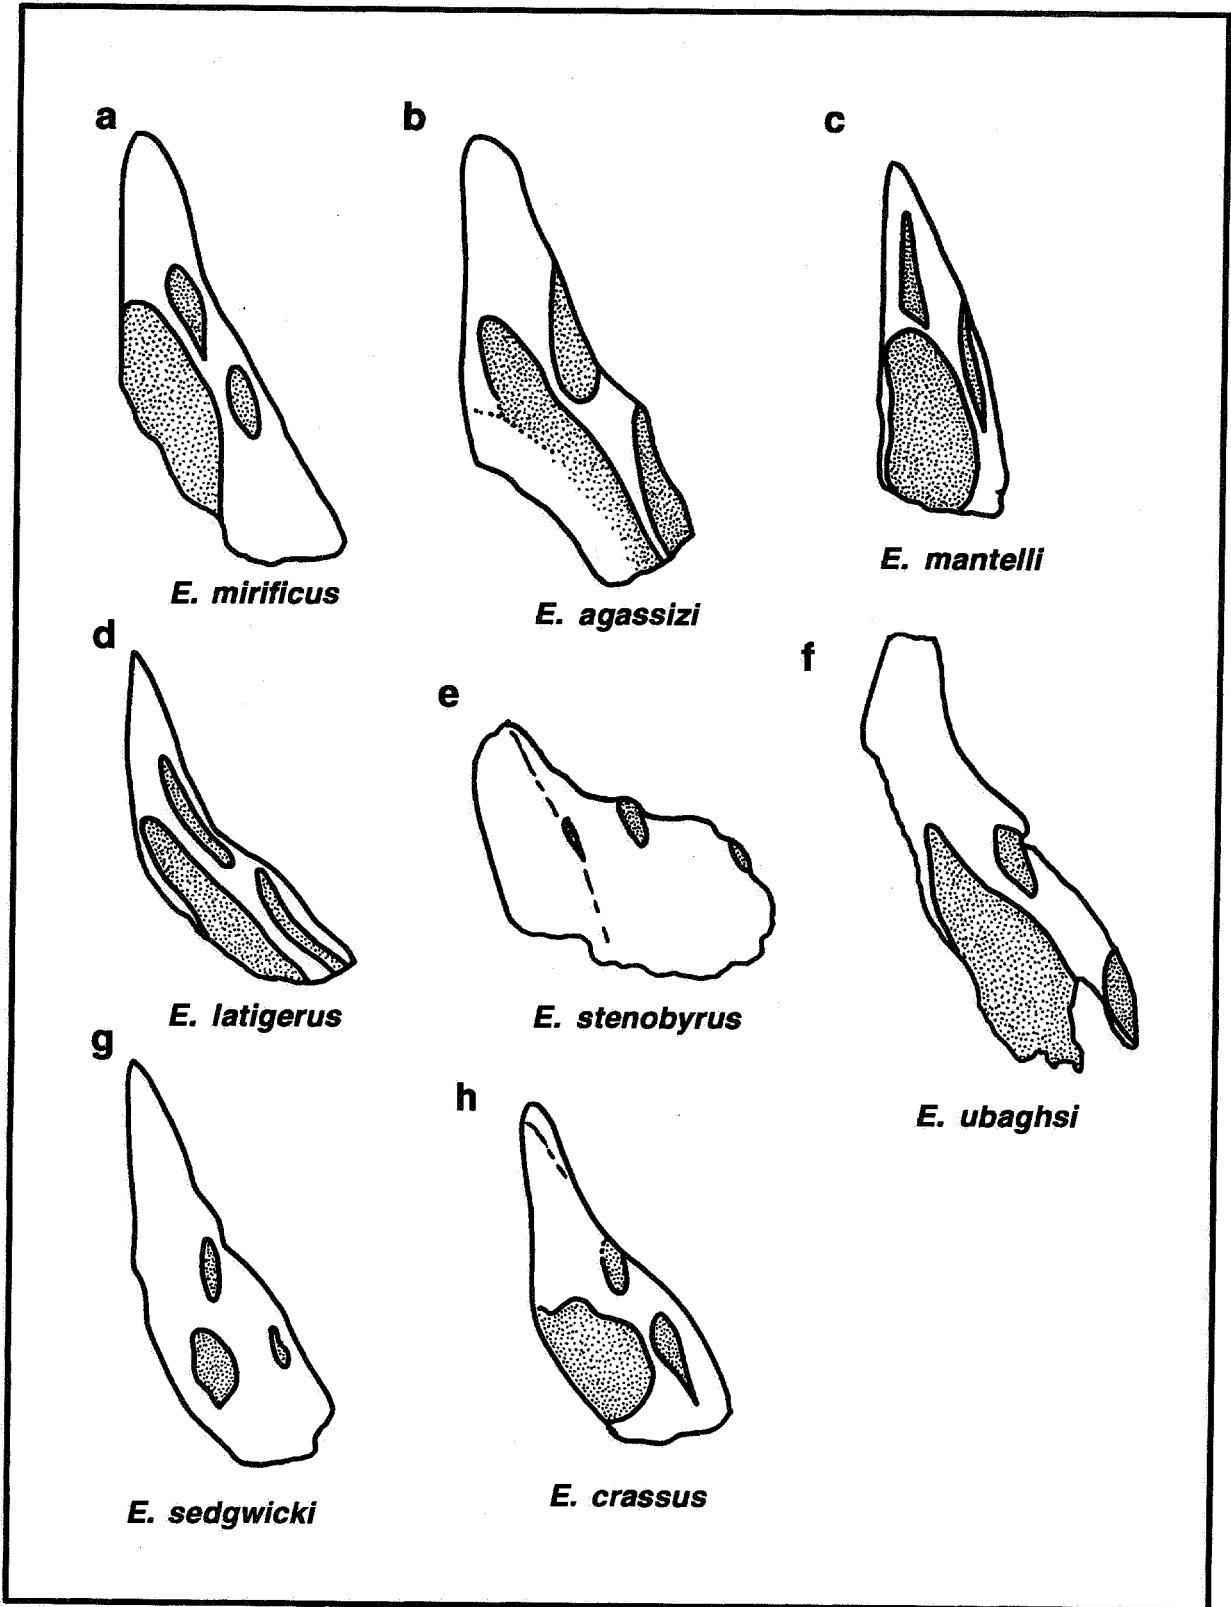 a
b
c
E. mirificus
E. agassizi
E. mantelli
d
e
f
E. latigerus
E. stenobyrus
E. ubaghsi
g
h
E. sedgwicki
E. crassus